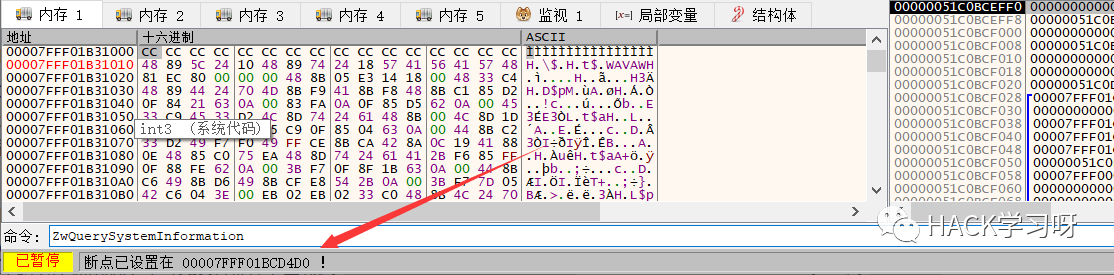 内存 1 内存 2 内存 3 内存 4 内存 5 监视 1 [x=] 局部变量 结构体
地址 十六进制 ASCII
00007FFF01B31000 CC CC CC CC CC CC CC CC CC CC CC CC CC CC CC CC ÌÌÌÌÌÌÌÌÌÌÌÌÌÌÌÌ
00007FFF01B31010 48 89 5C 24 10 48 89 74 24 18 57 41 56 41 57 48 H.\$.H.t$.WAVAWH
00007FFF01B31020 81 EC 80 00 00 00 48 8B 05 E3 14 18 00 48 33 C4 .ì....H..ã...H3Ä
00007FFF01B31030 48 89 44 24 70 4D 8B F9 41 8B F8 48 8B C1 85 D2 H.D$pM.ùA.øH.Á.Ò
00007FFF01B31040 0F 84 21 63 0A 00 83 FA 0A 0F 85 D5 62 0A 00 45 ..!c...ú...Õb..E
00007FFF01B31050 33 C9 45 33 D2 4C 8D 74 24 61 48 8B 4C 8D 1D 3ÉE3ÒL.t$aH..L..
00007FFF01B31060 C9 0F 85 04 63 0A 00 44 8B C2
00007FFF01B31070 33 D2 49 F7 F0 49 FF CE 8B CA 42 8A 0C 19 41 88 3ÒI÷ðIÿÎ.ÊB...A.
00007FFF01B31080 0E 48 85 C0 75 EA 48 8D 74 24 61 41 2B F6 85 FF .H.ÀuêH.t$aA+ö.ÿ
00007FFF01B31090 0F 88 FE 62 0A 00 3B F7 0F 8F 1B 63 0A 00 44 8B ..þb..;÷...c..D.
00007FFF01B310A0 C6 49 8B D6 49 8B CF E8 54 2B 0A 00 3B F7 7D 05 ÆI.ÖI.ÏèT+..;÷}.
00007FFF01B310B0 42 C6 04 3E 00 EB 02 EB 02 33 C0 48 8B 4C 24 70 BÆ.>.ë.ë.3ÀH.L$p
int3 (系统代码)
命令: ZwQuerySystemInformation
已暂停 断点已设置在 00007FFF01BCD4D0 !
00000051C0BCEFF0
00000051C0BCEFF8
00000051C0BCF000
00000051C0BCF008
00000051C0BCF010
00000051C0BCF018
00000051C0BCF020
00000051C0BCF028
00000051C0BCF030
00000051C0BCF038
00000051C0BCF040
00000051C0BCF048
00000051C0BCF050
00000051C0BCF058
00000051C0BCF060
HACK学习呀